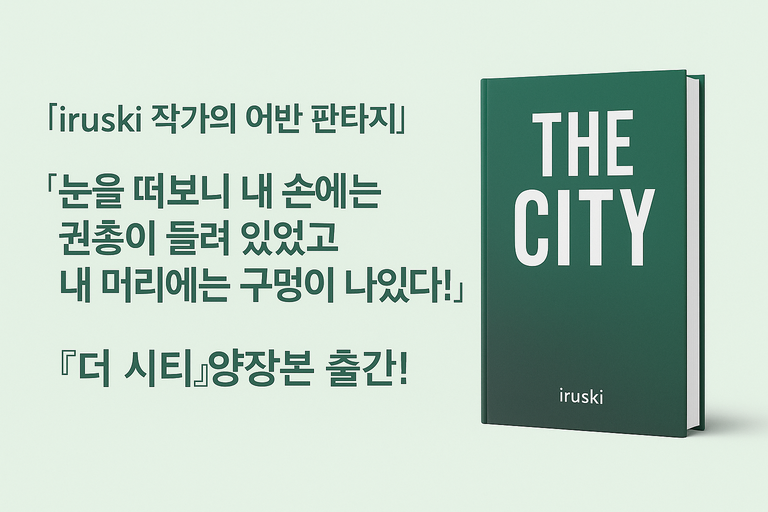 「iruski 작가의 어반 판타지」
「눈을 떠보니 내 손에는
권총이 들려 있었고
내 머리에는 구멍이 나있다!」
『더 시티』양장본 출간!
THE
CITY
iruski